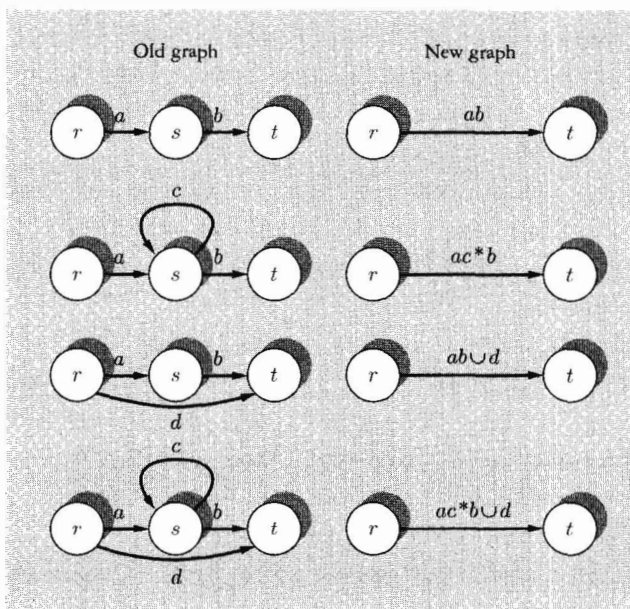 Old graph New graph
a b ab
r s t r t
c
a b ac*b
r s t r t
a b ab∪d
r s t r t
d
c
a b ac*b∪d
r s t r t
d